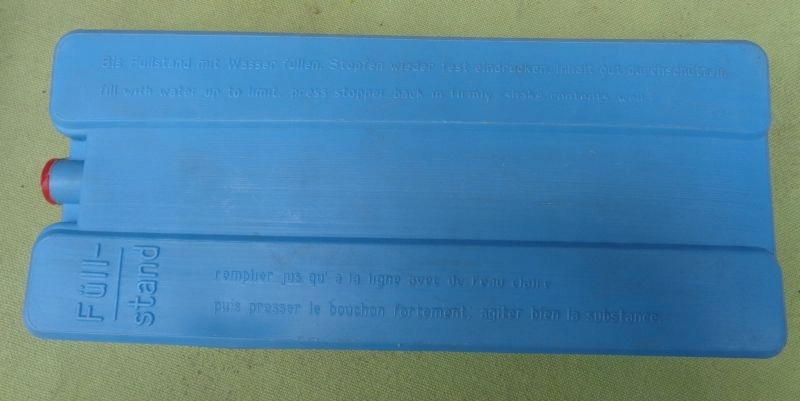 Bis Füllstand mit Wasser füllen. Stopfen wieder fest eindrücken. Inhalt gut durchschütteln.
fill with water up to limit, press stopper back in firmly, shake contents well.
Füll-
stand
remplier jus qu' a la ligne avec de l'eau claire
puis presser le bouchon fortement, agiter bien la substance.